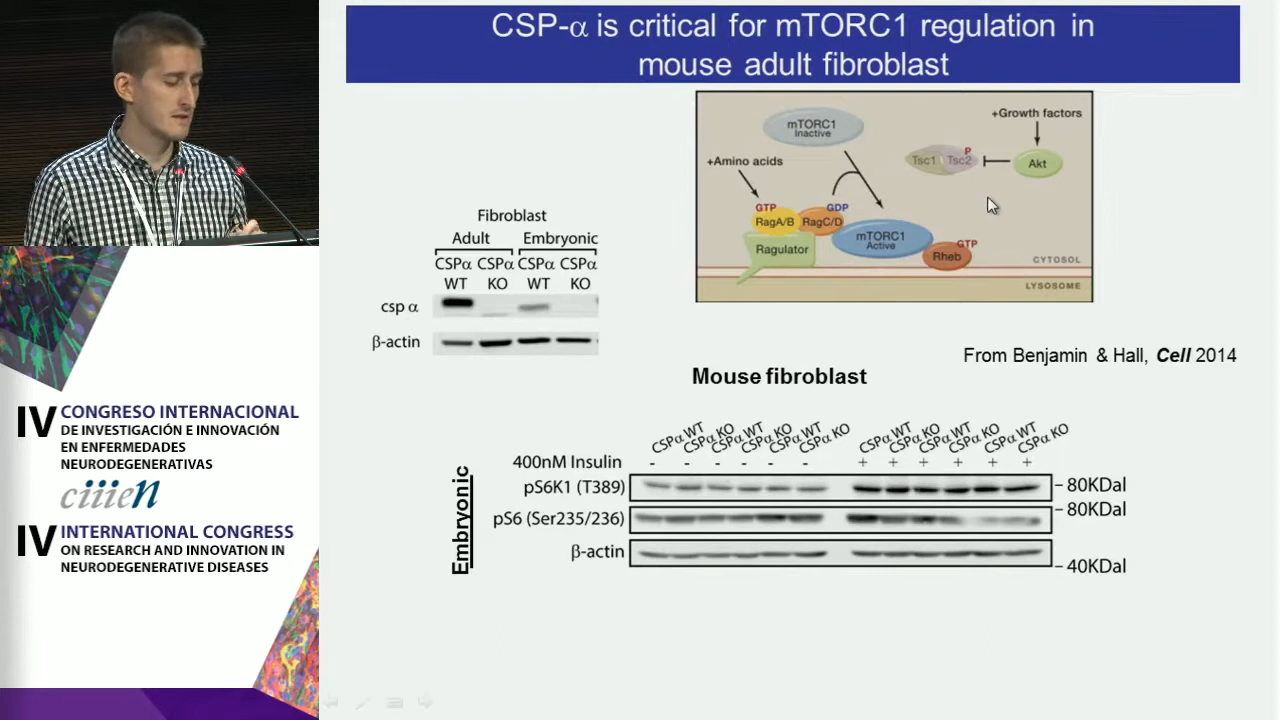 CSP-α is critical for mTORC1 regulation in
mouse adult fibroblast
mTORC1
Inactive
+Amino acids
GTP
RagA/B
GDP
RagC/D
Ragulator
mTORC1
Active
Tsc1
Tsc2
P
+Growth factors
Akt
GTP
Rheb
CYTOSOL
LYSOSOME
From Benjamin & Hall, Cell 2014
Fibroblast
Adult Embryonic
CSPα CSPα CSPα CSPα
WT KO WT KO
csp α
β-actin
Mouse fibroblast
CSPα WT CSPα KO CSPα WT CSPα KO CSPα WT CSPα KO CSPα WT CSPα KO CSPα WT CSPα KO CSPα WT CSPα KO
400nM Insulin - - - - - - + + + + + +
Embryonic
pS6K1 (T389) 80KDal
pS6 (Ser235/236) 80KDal
β-actin 40KDal
IV CONGRESO INTERNACIONAL
DE INVESTIGACIÓN E INNOVACIÓN
EN ENFERMEDADES
NEURODEGENERATIVAS
ciiien
IV INTERNATIONAL CONGRESS
ON RESEARCH AND INNOVATION IN
NEURODEGENERATIVE DISEASES